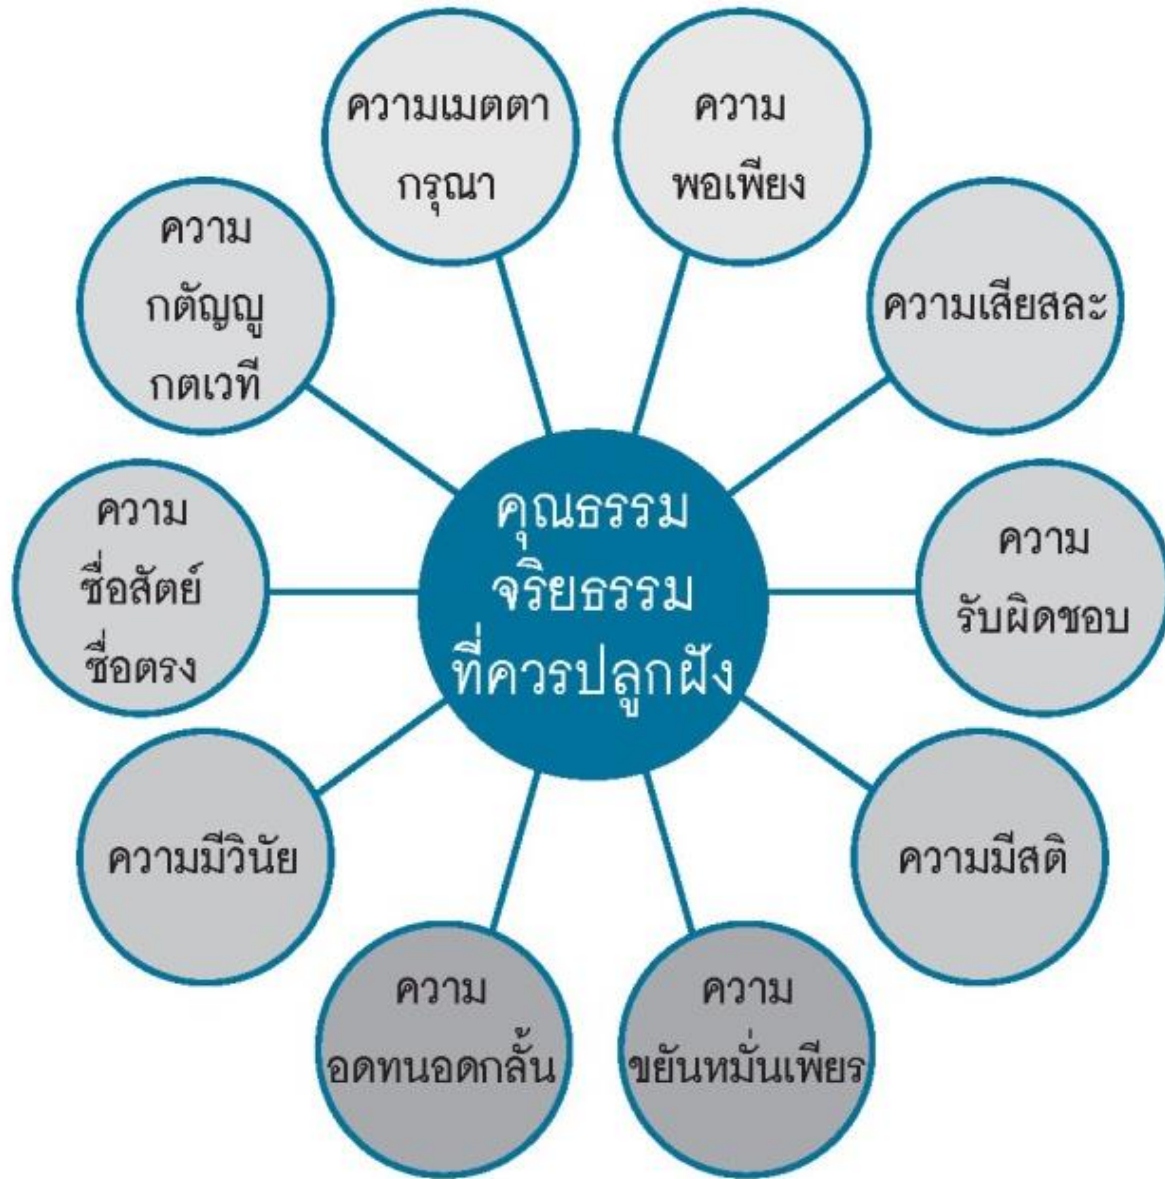 ความเมตตา
กรุณา
ความ
พอเพียง
ความ
กตัญญู
กตเวที
ความเสียสละ
ความ
ซื่อสัตย์
ซื่อตรง
คุณธรรม
จริยธรรม
ที่ควรปลูกฝัง
ความ
รับผิดชอบ
ความมีวินัย
ความมีสติ
ความ
อดทนอดกลั้น
ความ
ขยันหมั่นเพียร